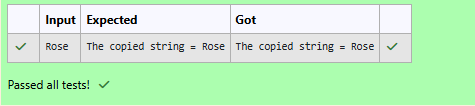 Input Expected Got
Rose The copied string = Rose The copied string = Rose
Passed all tests!